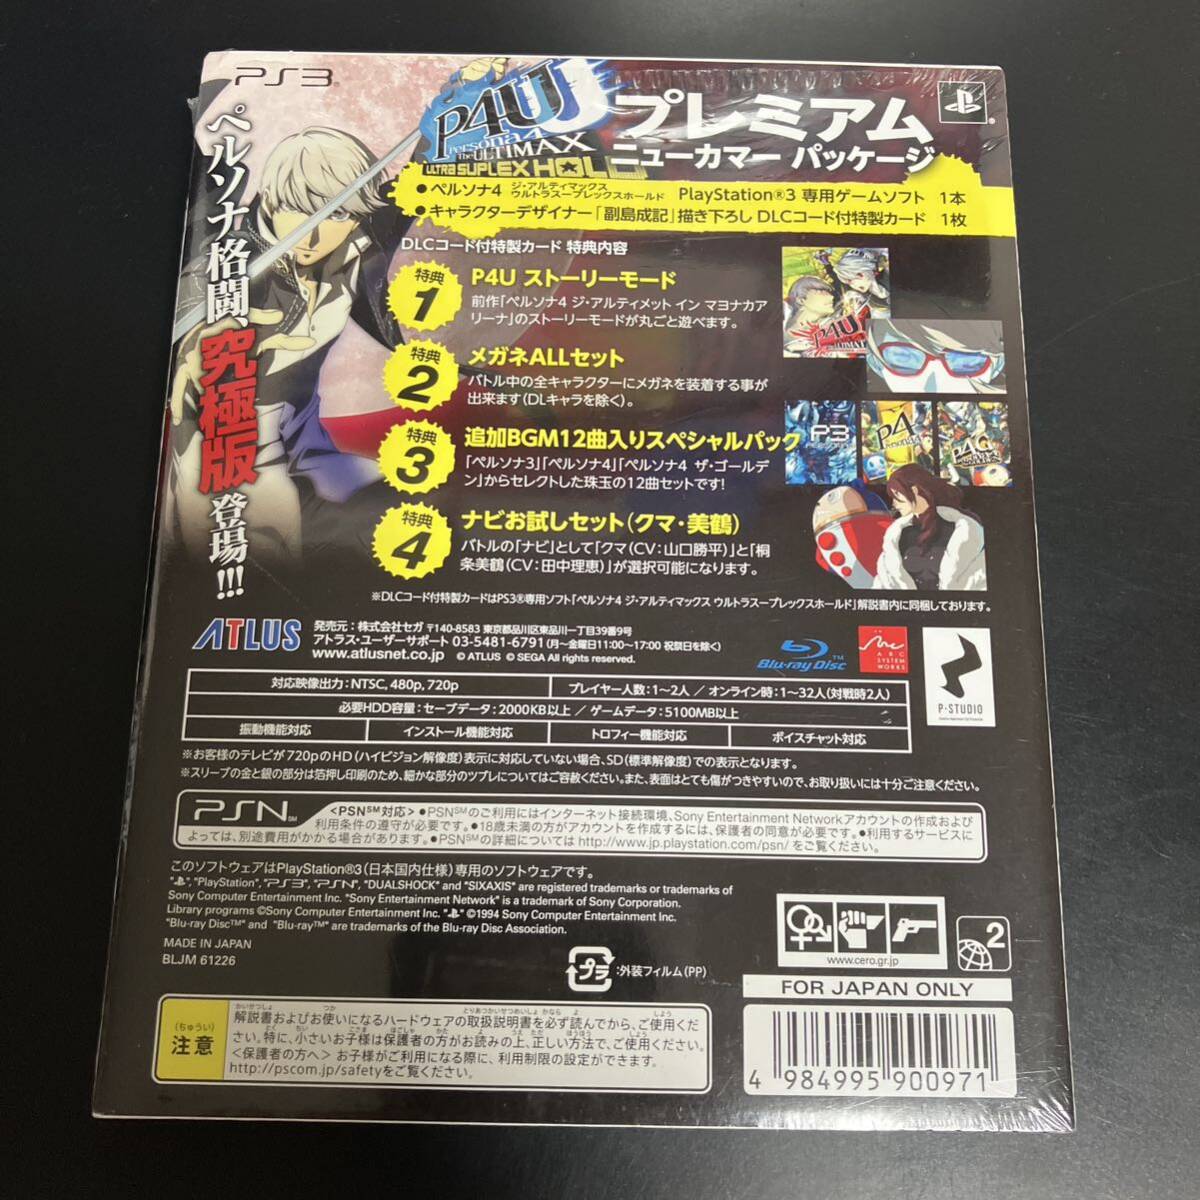 PS3
P4U
Persona4
The ULTIMAX
ULTRA SUPLEX HOLD
プレミアム
ニューカマー パッケージ
ペルソナ格闘、究極版登場!!!
●ペルソナ4 ジ・アルティマックス ウルトラスープレックスホールド PlayStation®3 専用ゲームソフト 1本
●キャラクターデザイナー「副島成記」描き下ろし DLCコード付特製カード 1枚
DLCコード付特製カード 特典内容
特典1
P4U ストーリーモード
前作「ペルソナ4 ジ・アルティメット イン マヨナカア
リーナ」のストーリーモードが丸ごと遊べます。
特典2
メガネALLセット
バトル中の全キャラクターにメガネを装着する事が
出来ます(DLキャラを除く)。
特典3
追加BGM12曲入りスペシャルパック
「ペルソナ3」「ペルソナ4」「ペルソナ4 ザ・ゴールデ
ン」からセレクトした珠玉の12曲セットです!
特典4
ナビお試しセット(クマ・美鶴)
バトルの「ナビ」として「クマ(CV:山口勝平)」と「桐
条美鶴(CV:田中理恵)」が選択可能になります。
P4U
P3
P4
P4G
※DLCコード付特製カードはPS3®専用ソフト「ペルソナ4 ジ・アルティマックス ウルトラスープレックスホールド」解説書内に同梱しております。
ATLUS
発売元:株式会社セガ 〒140-8583 東京都品川区東品川一丁目39番9号
アトラス・ユーザーサポート 03-5481-6791(月~金曜日11:00~17:00 祝祭日を除く)
www.atlusnet.co.jp © ATLUS © SEGA All rights reserved.
Blu-ray Disc
ARC
SYSTEM
WORKS
P・STUDIO
対応映像出力:NTSC, 480p, 720p
プレイヤー人数:1~2人 / オンライン時:1~32人(対戦時2人)
必要HDD容量:セーブデータ:2000KB以上 / ゲームデータ:5100MB以上
振動機能対応
インストール機能対応
トロフィー機能対応
ボイスチャット対応
※お客様のテレビが720pのHD(ハイビジョン解像度)表示に対応していない場合、SD(標準解像度)での表示となります。
※スリーブの金と銀の部分は箔押し印刷のため、細かな部分のツブレについてはご容赦ください。また、表面はとても傷がつきやすいので、お取り扱いには十分ご注意ください。
PSN℠ <PSN℠対応> ●PSN℠のご利用にはインターネット接続環境、Sony Entertainment Networkアカウントの作成および
利用条件の遵守が必要です。●18歳未満の方がアカウントを作成するには、保護者の同意が必要です。●利用するサービスに
よっては、別途費用がかかる場合があります。●PSN℠の詳細については http://www.jp.playstation.com/psn/ をご覧ください。
このソフトウェアはPlayStation®3(日本国内仕様)専用のソフトウェアです。
" ", "PlayStation", "PS3", "PSN", "DUALSHOCK" and "SIXAXIS" are registered trademarks or trademarks of
Sony Computer Entertainment Inc. "Sony Entertainment Network" is a trademark of Sony Corporation.
Library programs ©Sony Computer Entertainment Inc. " " ©1994 Sony Computer Entertainment Inc.
"Blu-ray Disc™" and "Blu-ray™" are trademarks of the Blu-ray Disc Association.
MADE IN JAPAN
BLJM 61226
プラ :外装フィルム(PP)
www.cero.gr.jp
2
FOR JAPAN ONLY
4 984995 900971
(ちゅうい)
注意
解説書およびお使いになるハードウェアの取扱説明書を必ず読んでから、ご使用くだ
さい。特に、小さいお子様は保護者の方がお読みの上、正しい方法で、ご使用ください。
<保護者の方へ> お子様がご利用になる際に、利用制限の設定ができます。
http://pscom.jp/safetyをご覧ください。